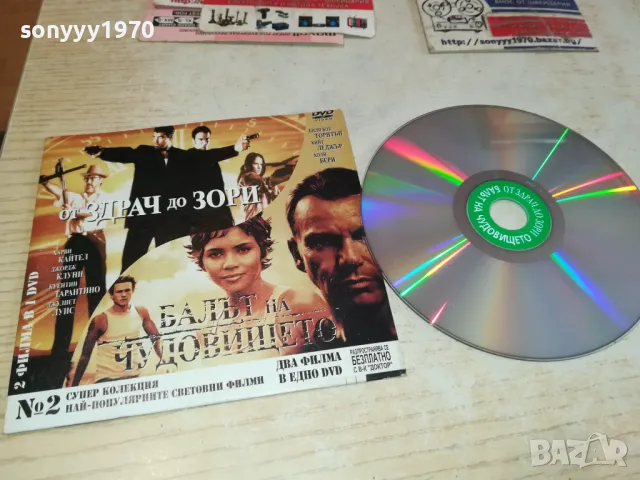 sonyyy1970
http://sonyyy1970.bazar.bg/
DVD
ТОРНТЪН
ХИЙТ
ЛЕДЖЪР
ХОЛИ
БЕРИ
ОТ ЗДРАЧ ДО ЗОРИ
ХАРВИ
КАЙТЕЛ
ДЖОРДЖ
КЛУНИ
КУЕНТИН
ТАРАНТИНО
ДЖУЛИЕТ
ЛУИС
БАЛЪТ НА
ЧУДОВИЩЕТО
2 ФИЛМА В 1 DVD
№2
СУПЕР КОЛЕКЦИЯ
НАЙ-ПОПУЛЯРНИТЕ СВЕТОВНИ ФИЛМИ
ДВА ФИЛМА
В ЕДНО DVD
РАЗПРОСТРАНЯВА СЕ
БЕЗПЛАТНО
С В-К "ДОКТОР"
ОТ ЗДРАЧ ДО ЗОРИ
БАЛЪТ НА ЧУДОВИЩЕТО
BAZAR